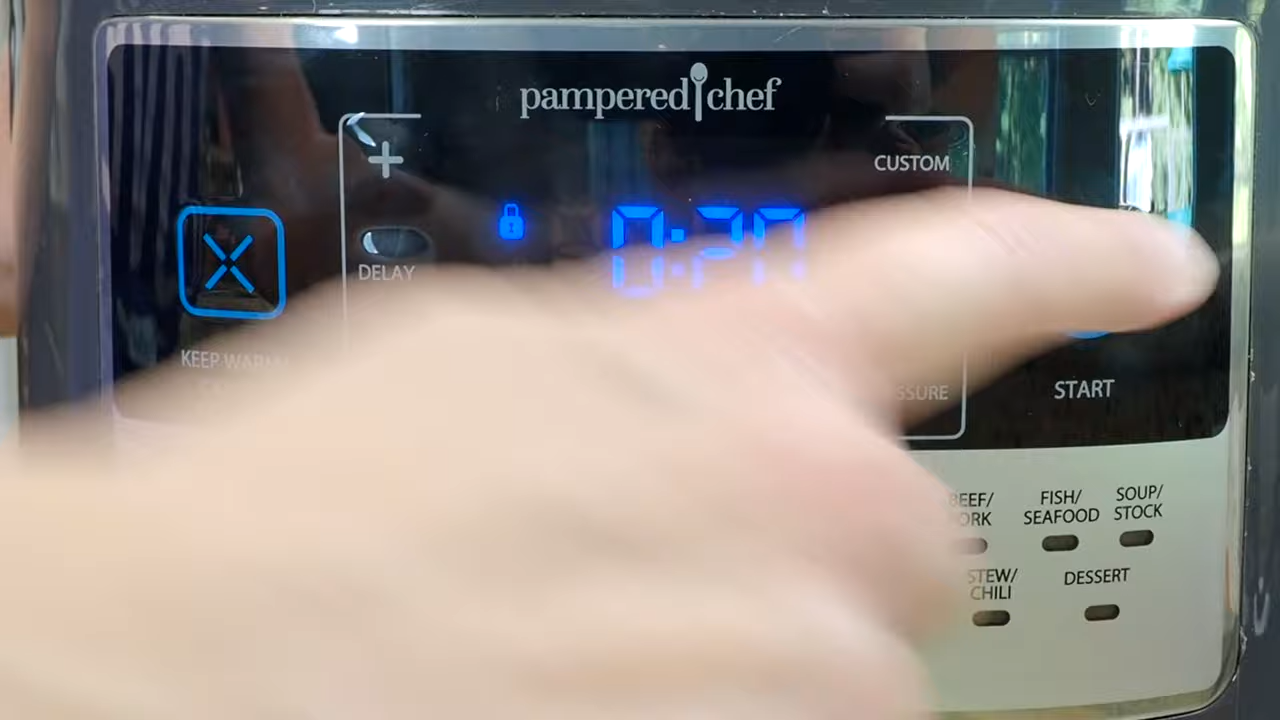 pampered chef
+
CUSTOM
0:20
X
DELAY
KEEP WARM
START
FISH/
SEAFOOD
SOUP/
STOCK
STEW/
CHILI
DESSERT